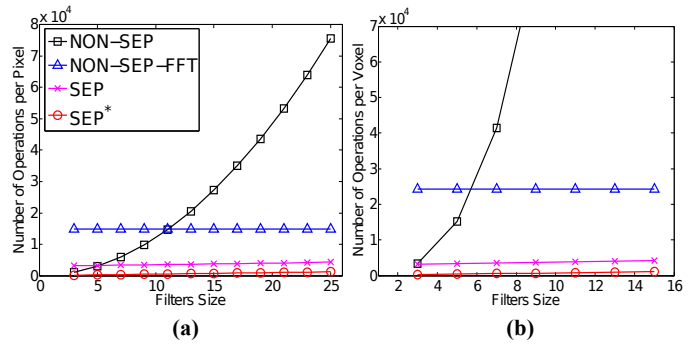 8 x 10^4
NON-SEP
NON-SEP-FFT
SEP
SEP*
Number of Operations per Pixel
7
6
5
4
3
2
1
0
0 5 10 15 20 25
Filters Size
(a)
7 x 10^4
Number of Operations per Voxel
6
5
4
3
2
1
0
2 4 6 8 10 12 14 16
Filters Size
(b)